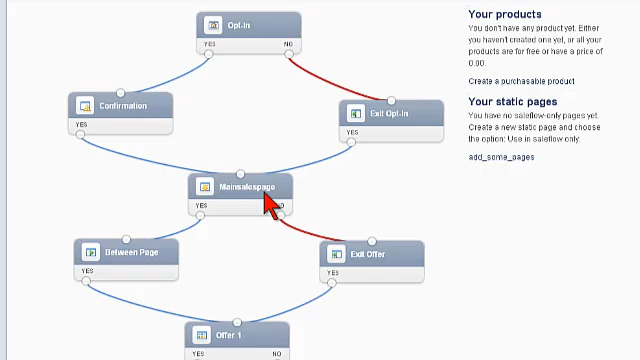 Opt-In
YES NO
Confirmation
YES
Exit Opt-In
YES
Mainsalespage
YES NO
Between Page
YES
Exit Offer
YES
Offer 1
YES NO
Your products
You don't have any product yet. Either
you haven't created one yet, or all your
products are for free or have a price of
0.00.
Create a purchasable product
Your static pages
You have no saleflow-only pages yet.
Create a new static page and choose
the option: Use in saleflow only.
add_some_pages